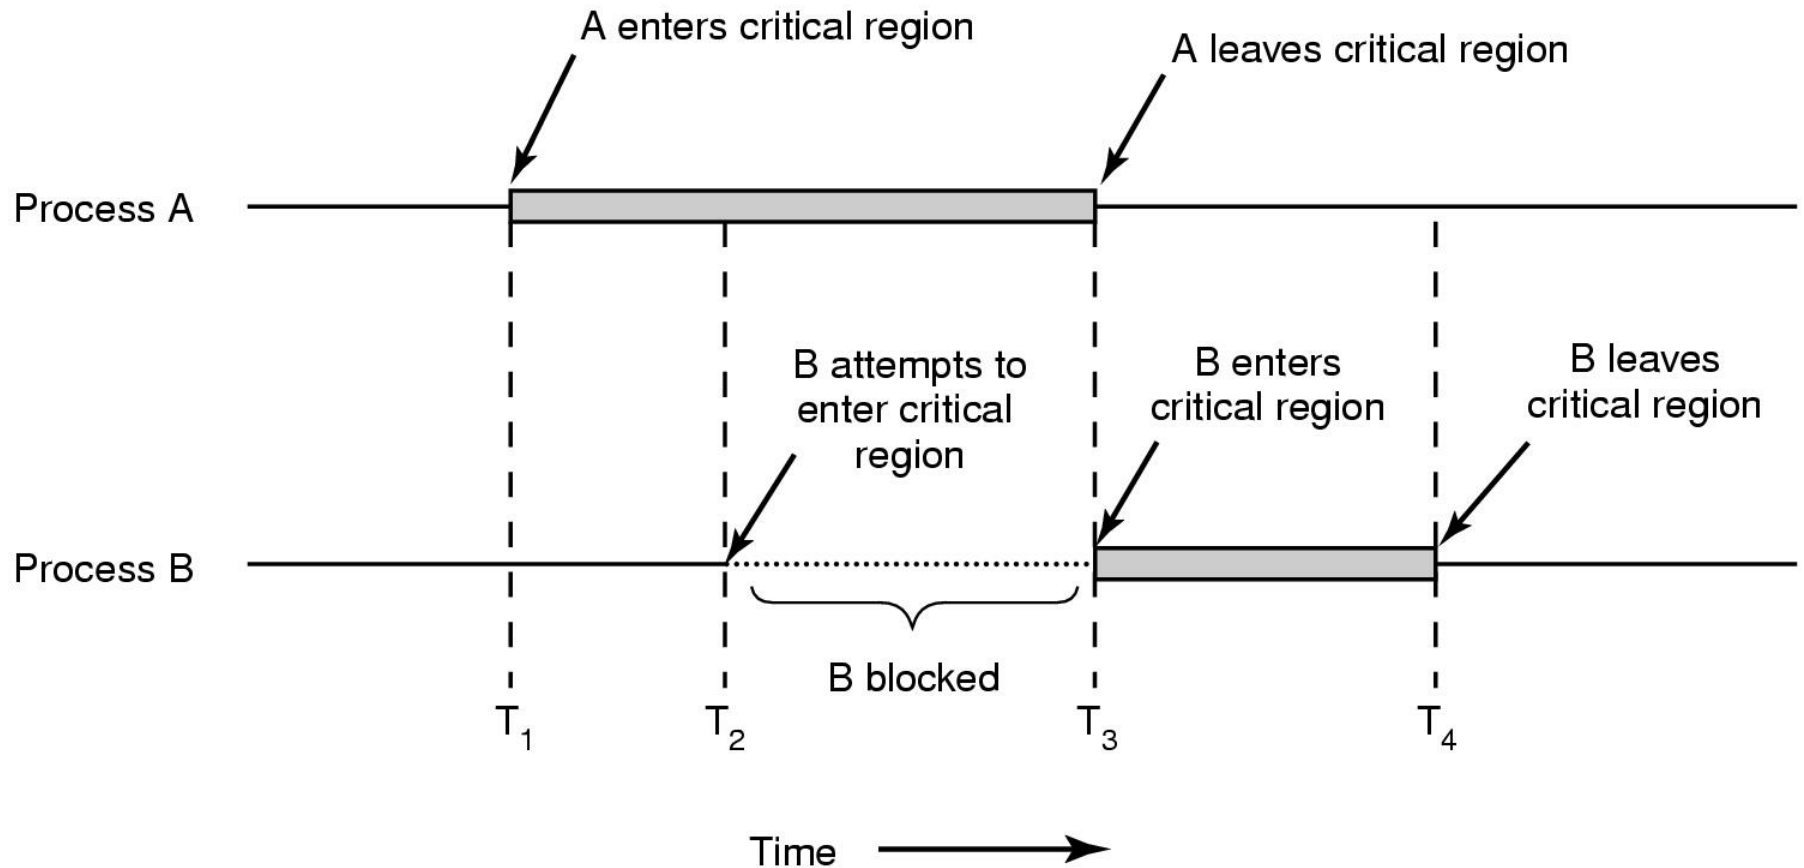 A enters critical region
A leaves critical region
Process A
B attempts to
enter critical
region
B enters
critical region
B leaves
critical region
Process B
B blocked
T1
T2
T3
T4
Time